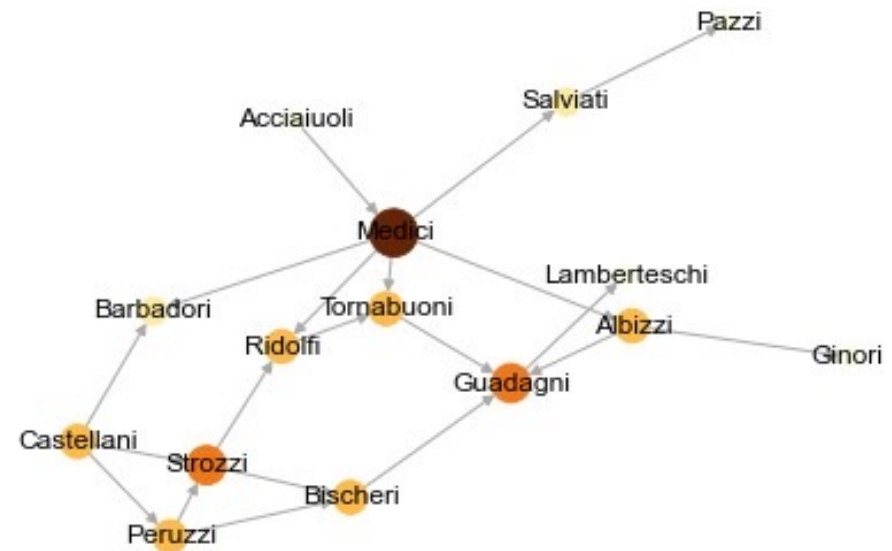 Pazzi
Salviati
Acciaiuoli
Medici
Lamberteschi
Barbadori
Tornabuoni
Albizzi
Ridolfi
Ginori
Guadagni
Castellani
Strozzi
Bischeri
Peruzzi